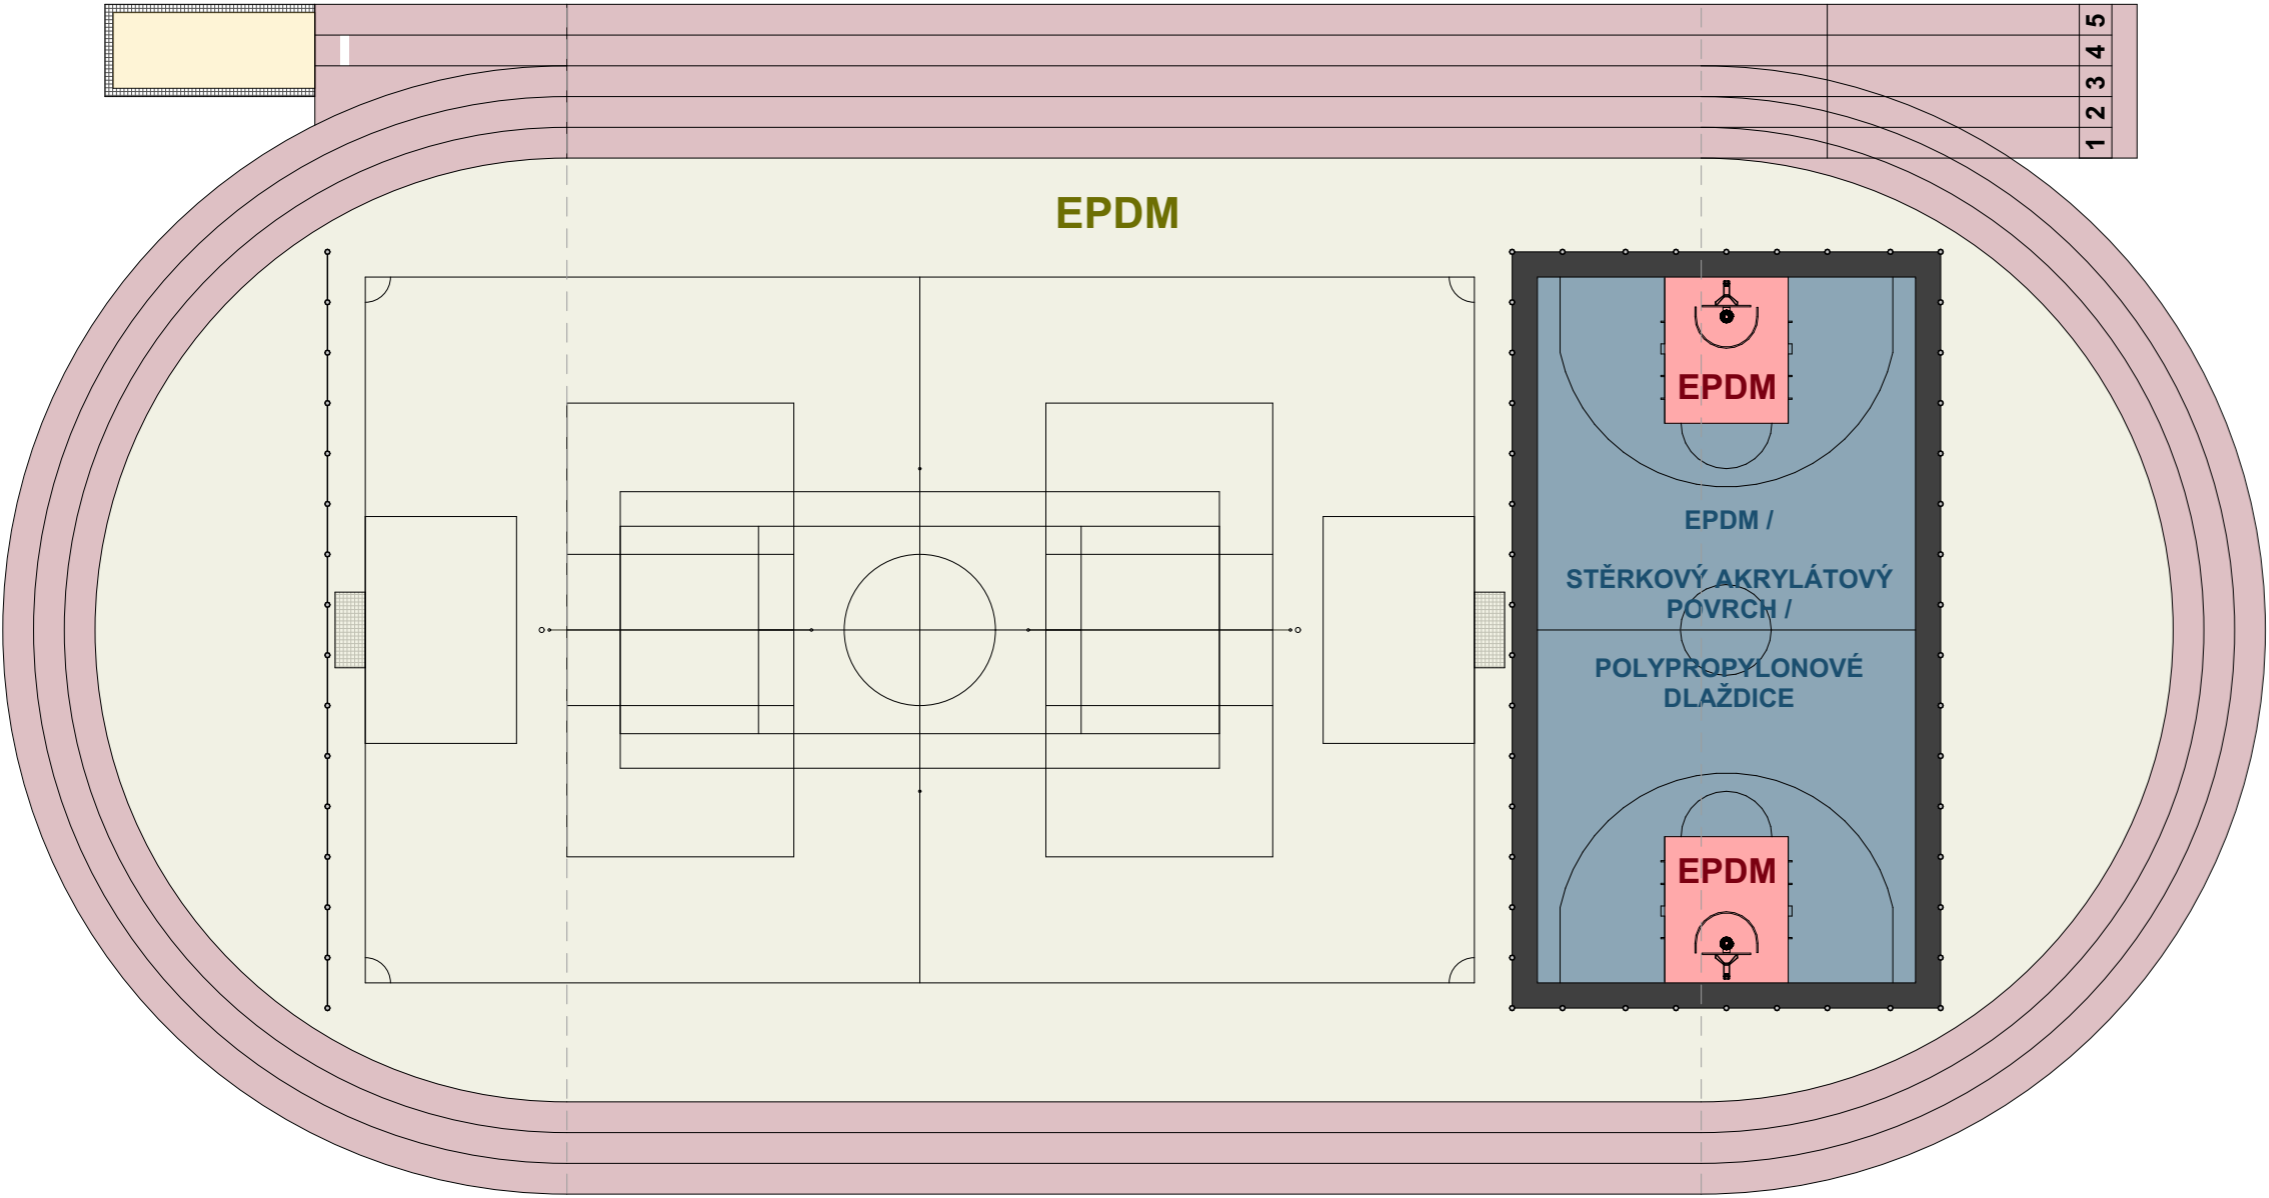 5
4
3
2
1
EPDM
EPDM
EPDM /
STĚRKOVÝ AKRYLÁTOVÝ
POVRCH /
POLYPROPYLONOVÉ
DLAŽDICE
EPDM